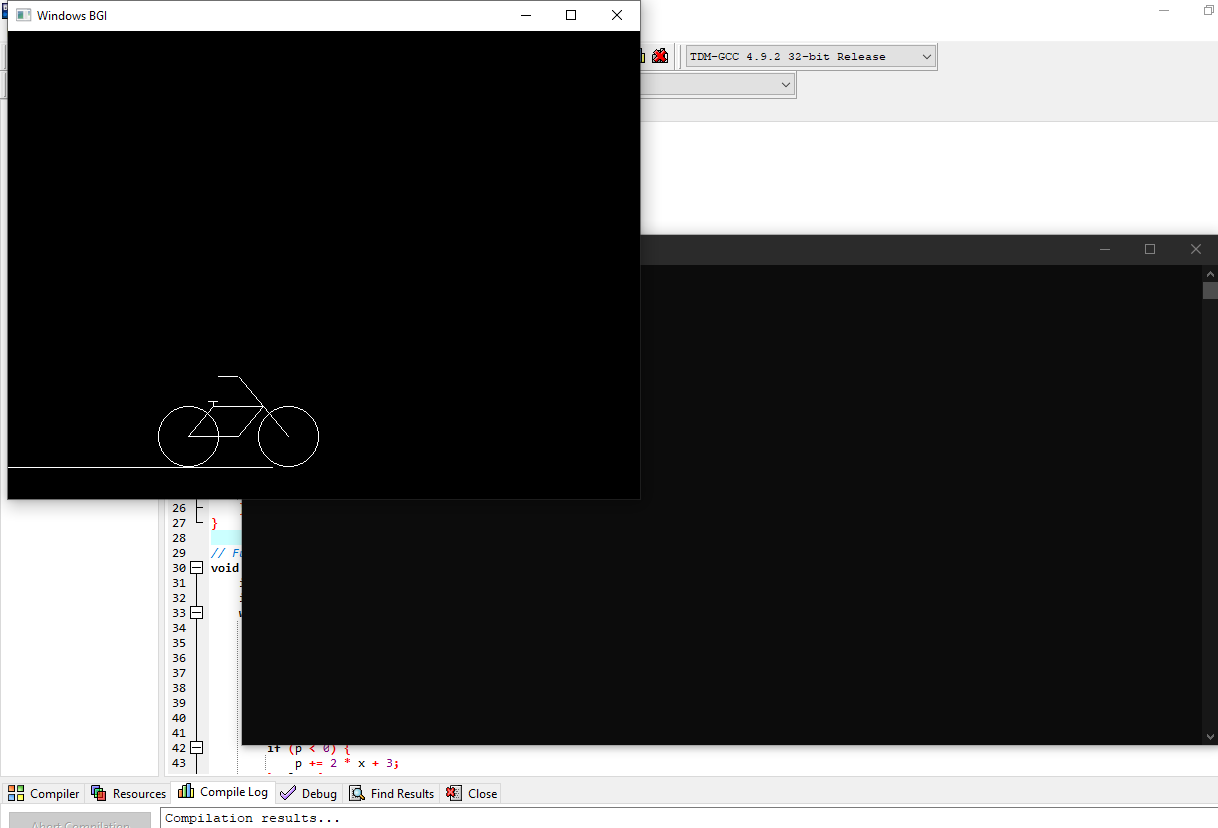 Windows BGI
TDM-GCC 4.9.2 32-bit Release
26
27 }
28
29 // Fu
30 void
31
32
33
34
35
36
37
38
39
40
41
42 if (p < 0) {
43 p += 2 * x + 3;
Compiler Resources Compile Log Debug Find Results Close
Abort Compilation
Compilation results...